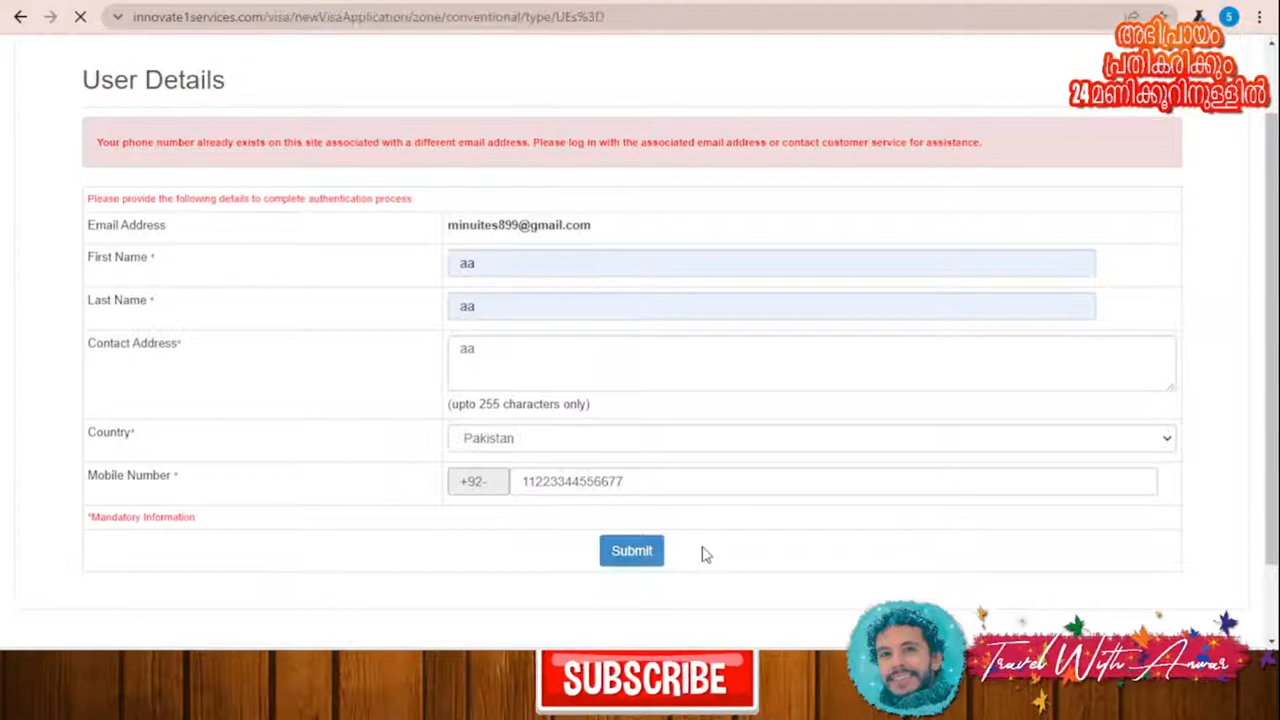 innovate1services.com/visa/newVisaApplication/zone/conventional/type/UEs%3D
5
അഭിപ്രായം
പ്രതികരിക്കും
24 മണിക്കൂറിനുള്ളിൽ
User Details
Your phone number already exists on this site associated with a different email address. Please log in with the associated email address or contact customer service for assistance.
Please provide the following details to complete authentication process.
Email Address minuites899@gmail.com
First Name * aa
Last Name * aa
Contact Address* aa
(upto 255 characters only)
Country* Pakistan
Mobile Number * +92- 11223344556677
*Mandatory Information
Submit
SUBSCRIBE
Travel With Anwar